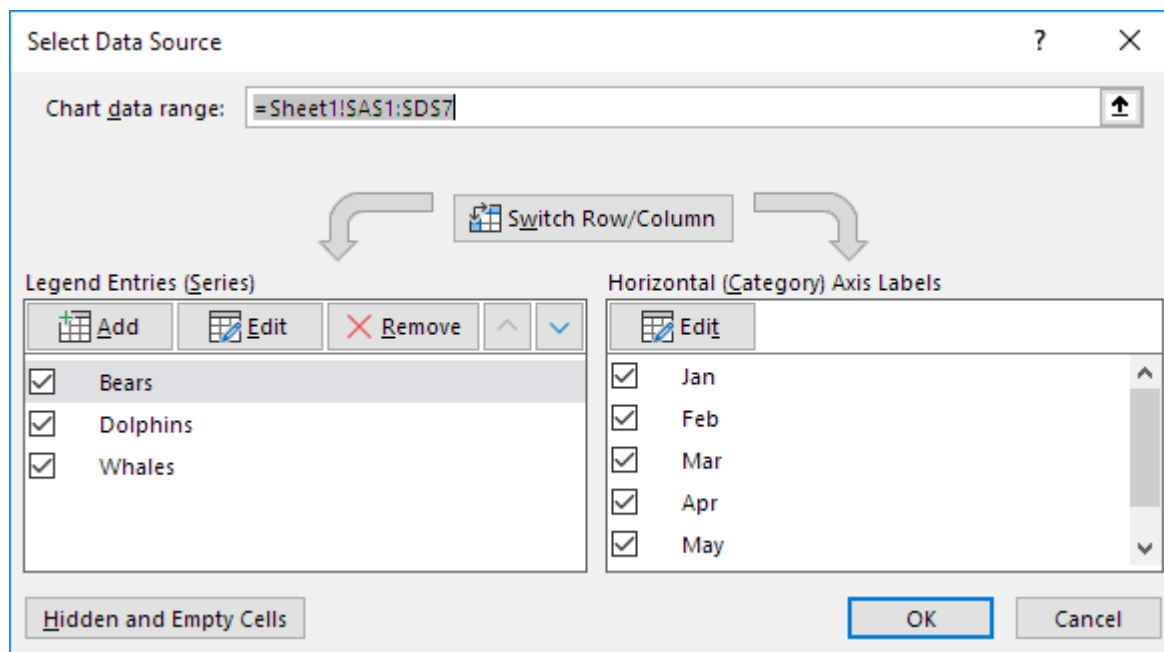 Select Data Source ?
Chart data range: =Sheet1!$A$1:$D$7
Switch Row/Column
Legend Entries (Series)
Add Edit Remove
Bears
Dolphins
Whales
Horizontal (Category) Axis Labels
Edit
Jan
Feb
Mar
Apr
May
Hidden and Empty Cells
OK Cancel